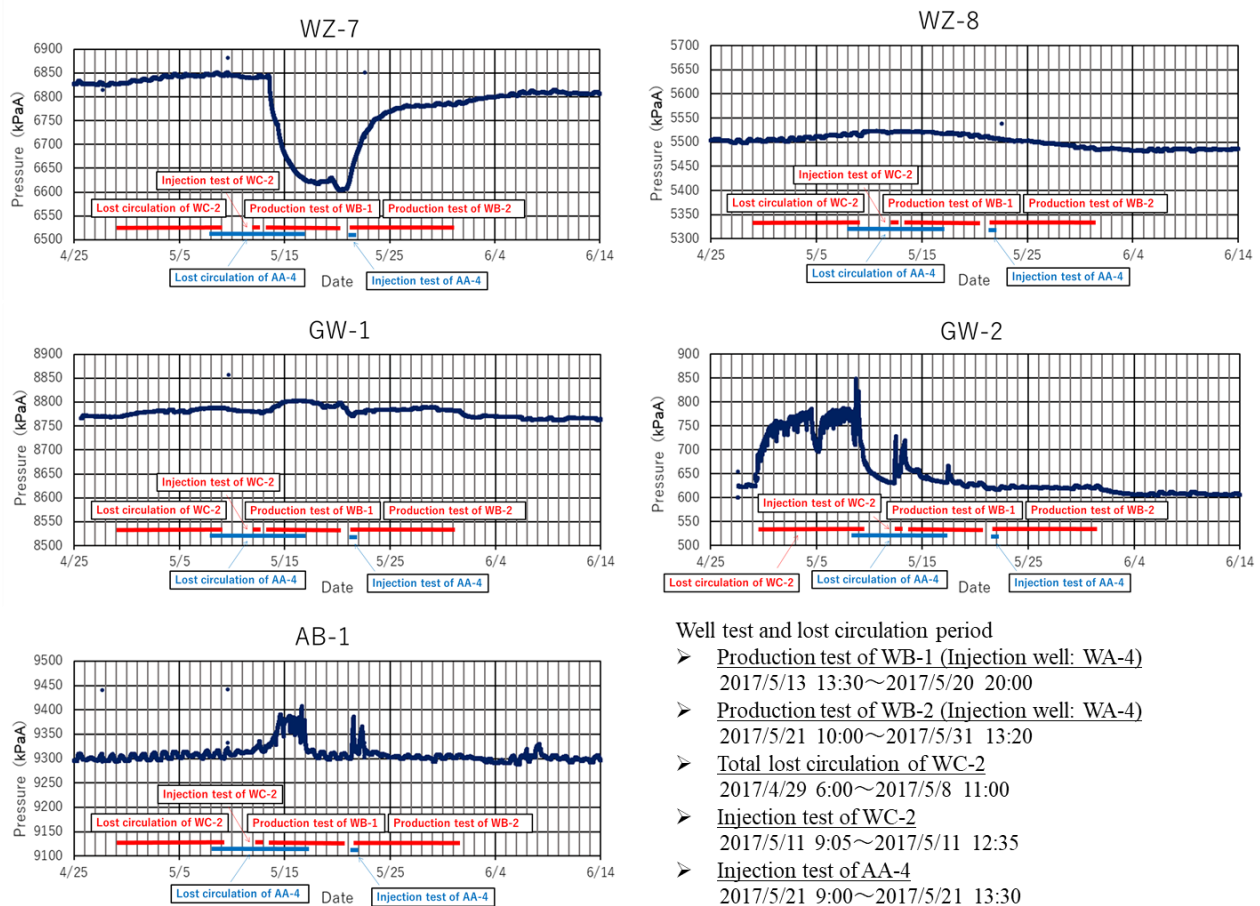 WZ-7
Pressure (kPaA)
6900
6850
6800
6750
6700
6650
6600
6550
6500
Injection test of WC-2
Lost circulation of WC-2
Production test of WB-1
Production test of WB-2
4/25
5/5
5/15
5/25
6/4
6/14
Lost circulation of AA-4
Date
Injection test of AA-4
WZ-8
Pressure (kPaA)
5700
5650
5600
5550
5500
5450
5400
5350
5300
Injection test of WC-2
Lost circulation of WC-2
Production test of WB-1
Production test of WB-2
4/25
5/5
5/15
5/25
6/4
6/14
Lost circulation of AA-4
Date
Injection test of AA-4
GW-1
Pressure (kPaA)
8900
8850
8800
8750
8700
8650
8600
8550
8500
Injection test of WC-2
Lost circulation of WC-2
Production test of WB-1
Production test of WB-2
4/25
5/5
5/15
5/25
6/4
6/14
Lost circulation of AA-4
Date
Injection test of AA-4
GW-2
Pressure (kPaA)
900
850
800
750
700
650
600
550
500
Injection test of WC-2
Production test of WB-1
Production test of WB-2
4/25
5/5
5/15
5/25
6/4
6/14
Lost circulation of WC-2
Lost circulation of AA-4
Date
Injection test of AA-4
AB-1
Pressure (kPaA)
9500
9450
9400
9350
9300
9250
9200
9150
9100
Injection test of WC-2
Lost circulation of WC-2
Production test of WB-1
Production test of WB-2
4/25
5/5
5/15
5/25
6/4
6/14
Lost circulation of AA-4
Date
Injection test of AA-4
Well test and lost circulation period
➢ Production test of WB-1 (Injection well: WA-4)
2017/5/13 13:30～2017/5/20 20:00
➢ Production test of WB-2 (Injection well: WA-4)
2017/5/21 10:00～2017/5/31 13:20
➢ Total lost circulation of WC-2
2017/4/29 6:00～2017/5/8 11:00
➢ Injection test of WC-2
2017/5/11 9:05～2017/5/11 12:35
➢ Injection test of AA-4
2017/5/21 9:00～2017/5/21 13:30